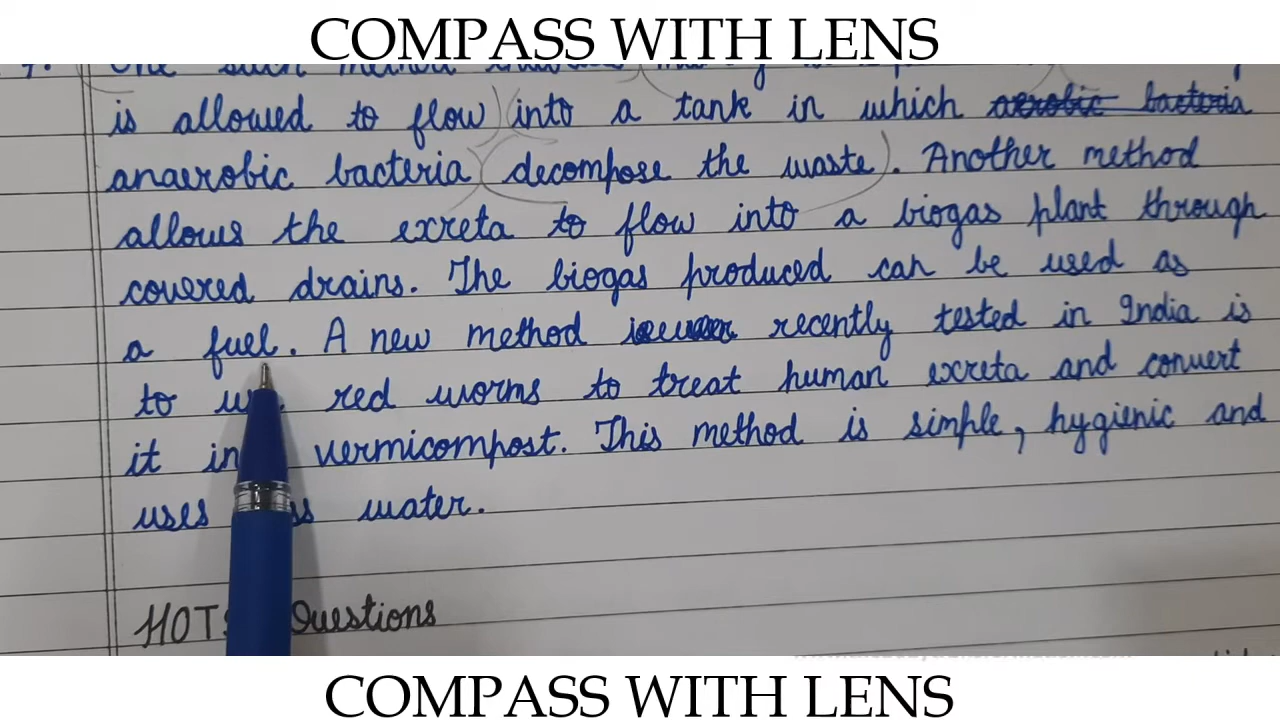 COMPASS WITH LENS
One such method
is allowed to flow into a tank in which aerobic bacteria
anaerobic bacteria decompose the waste. Another method
allows the excreta to flow into a biogas plant through
covered drains. The biogas produced can be used as
a fuel. A new method recently tested in India is
to red worms to treat human excreta and convert
it vermicompost. This method is simple, hygienic and
uses water.
HOTS Questions
COMPASS WITH LENS